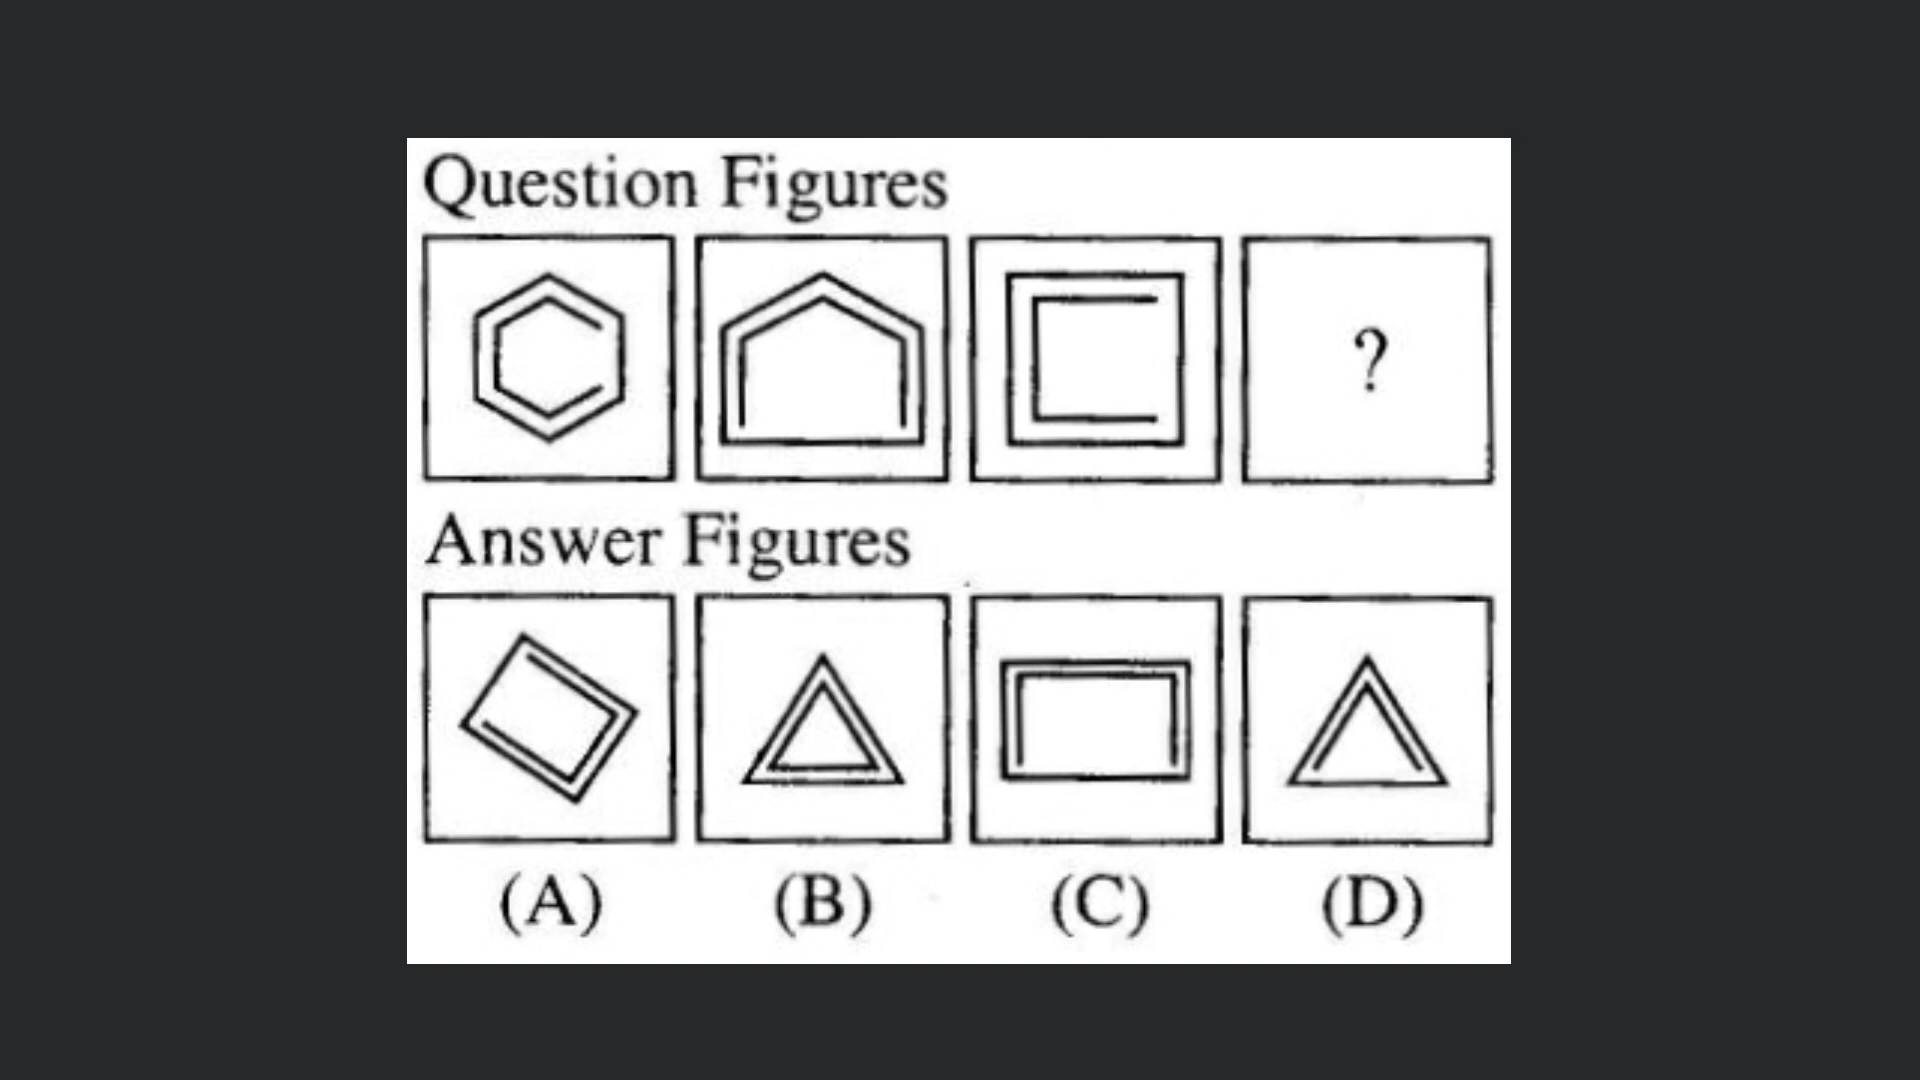 Question Figures
?
Answer Figures
(A) (B) (C) (D)